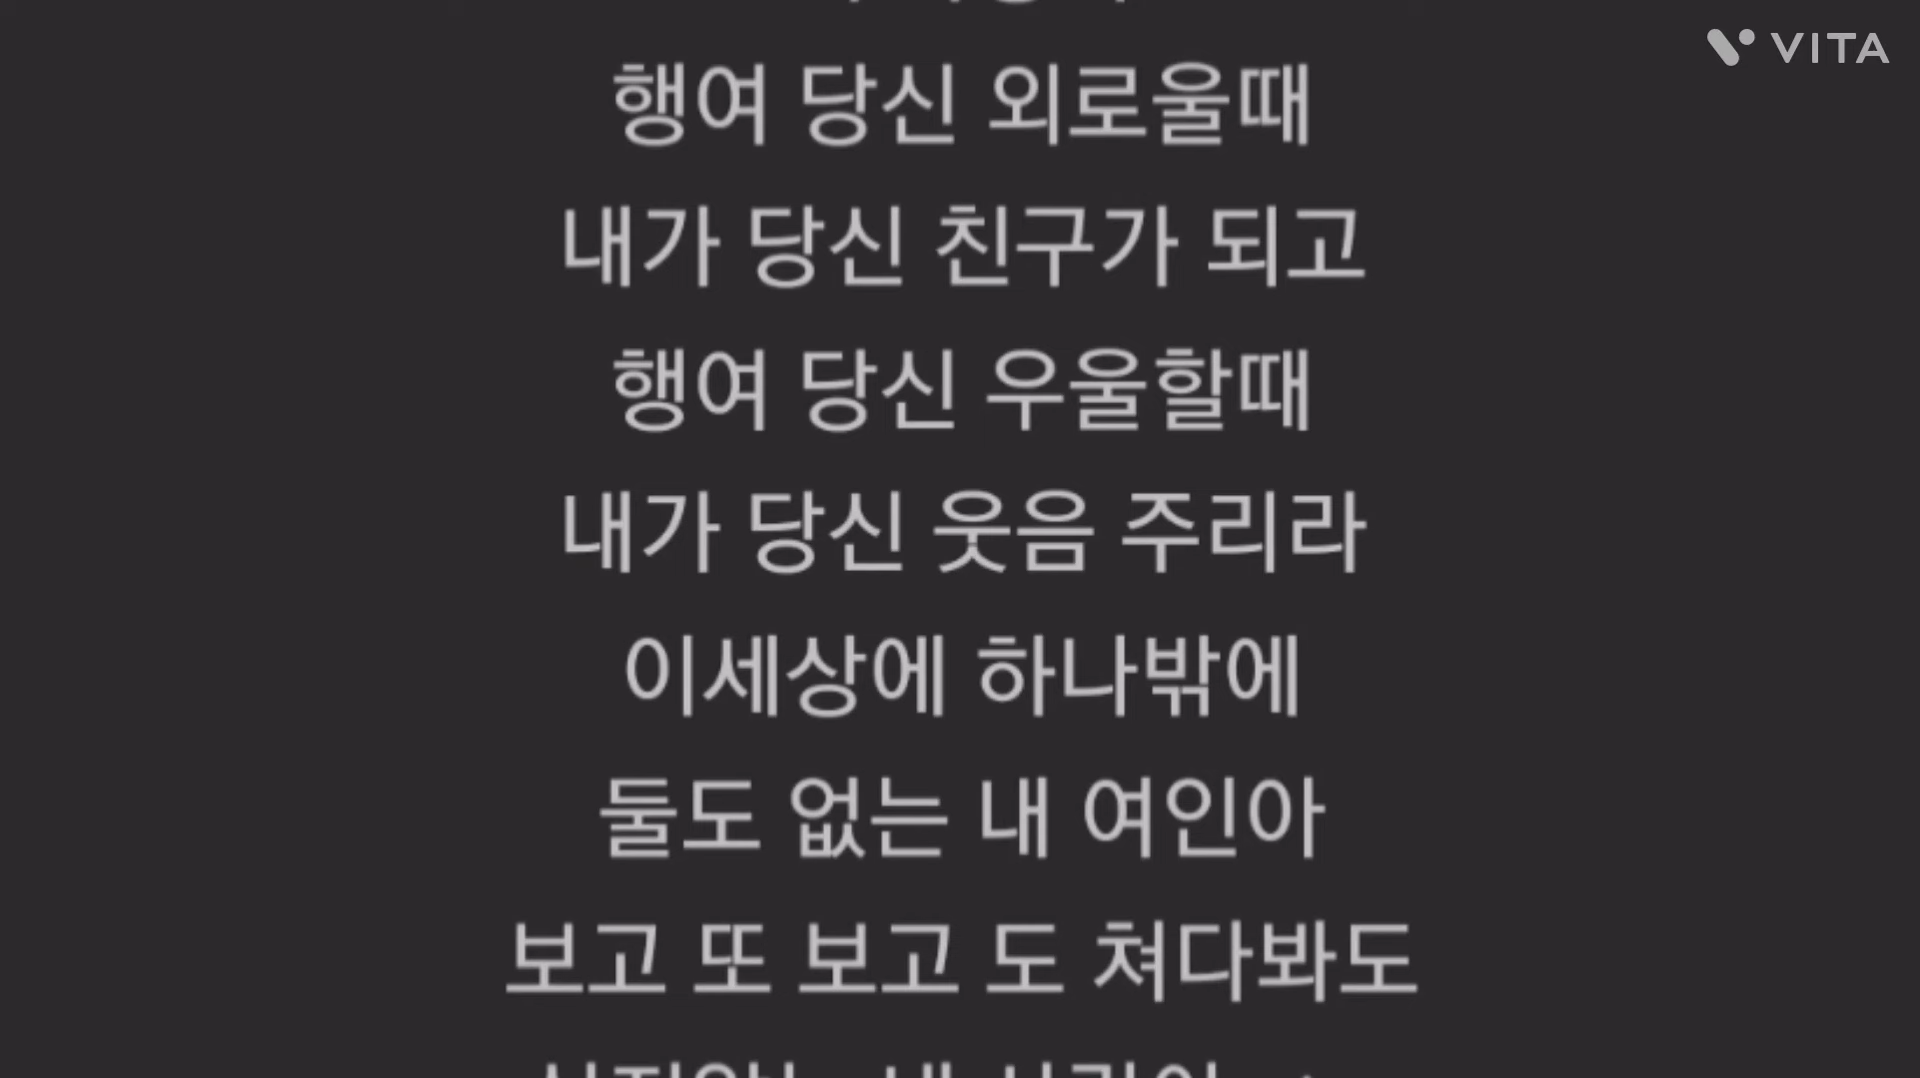 VITA
행여 당신 외로울때
내가 당신 친구가 되고
행여 당신 우울할때
내가 당신 웃음 주리라
이세상에 하나밖에
둘도 없는 내 여인아
보고 또 보고 도 쳐다봐도